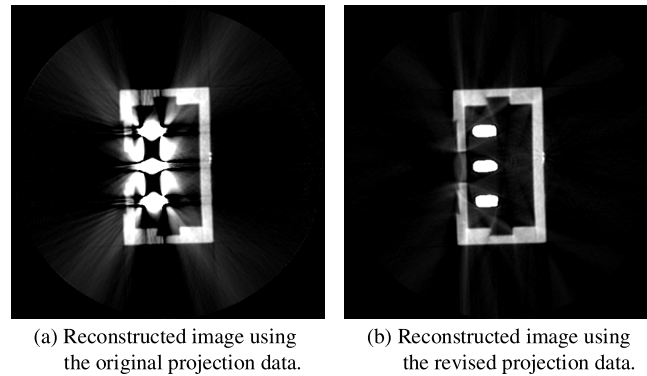 (a) Reconstructed image using
the original projection data.
(b) Reconstructed image using
the revised projection data.